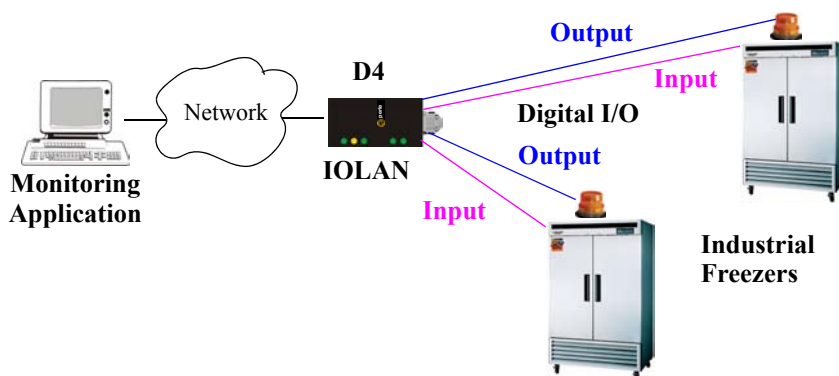 Output
D4
Input
Network
Digital I/O
Output
IOLAN
Monitoring
Application
Input
Industrial
Freezers